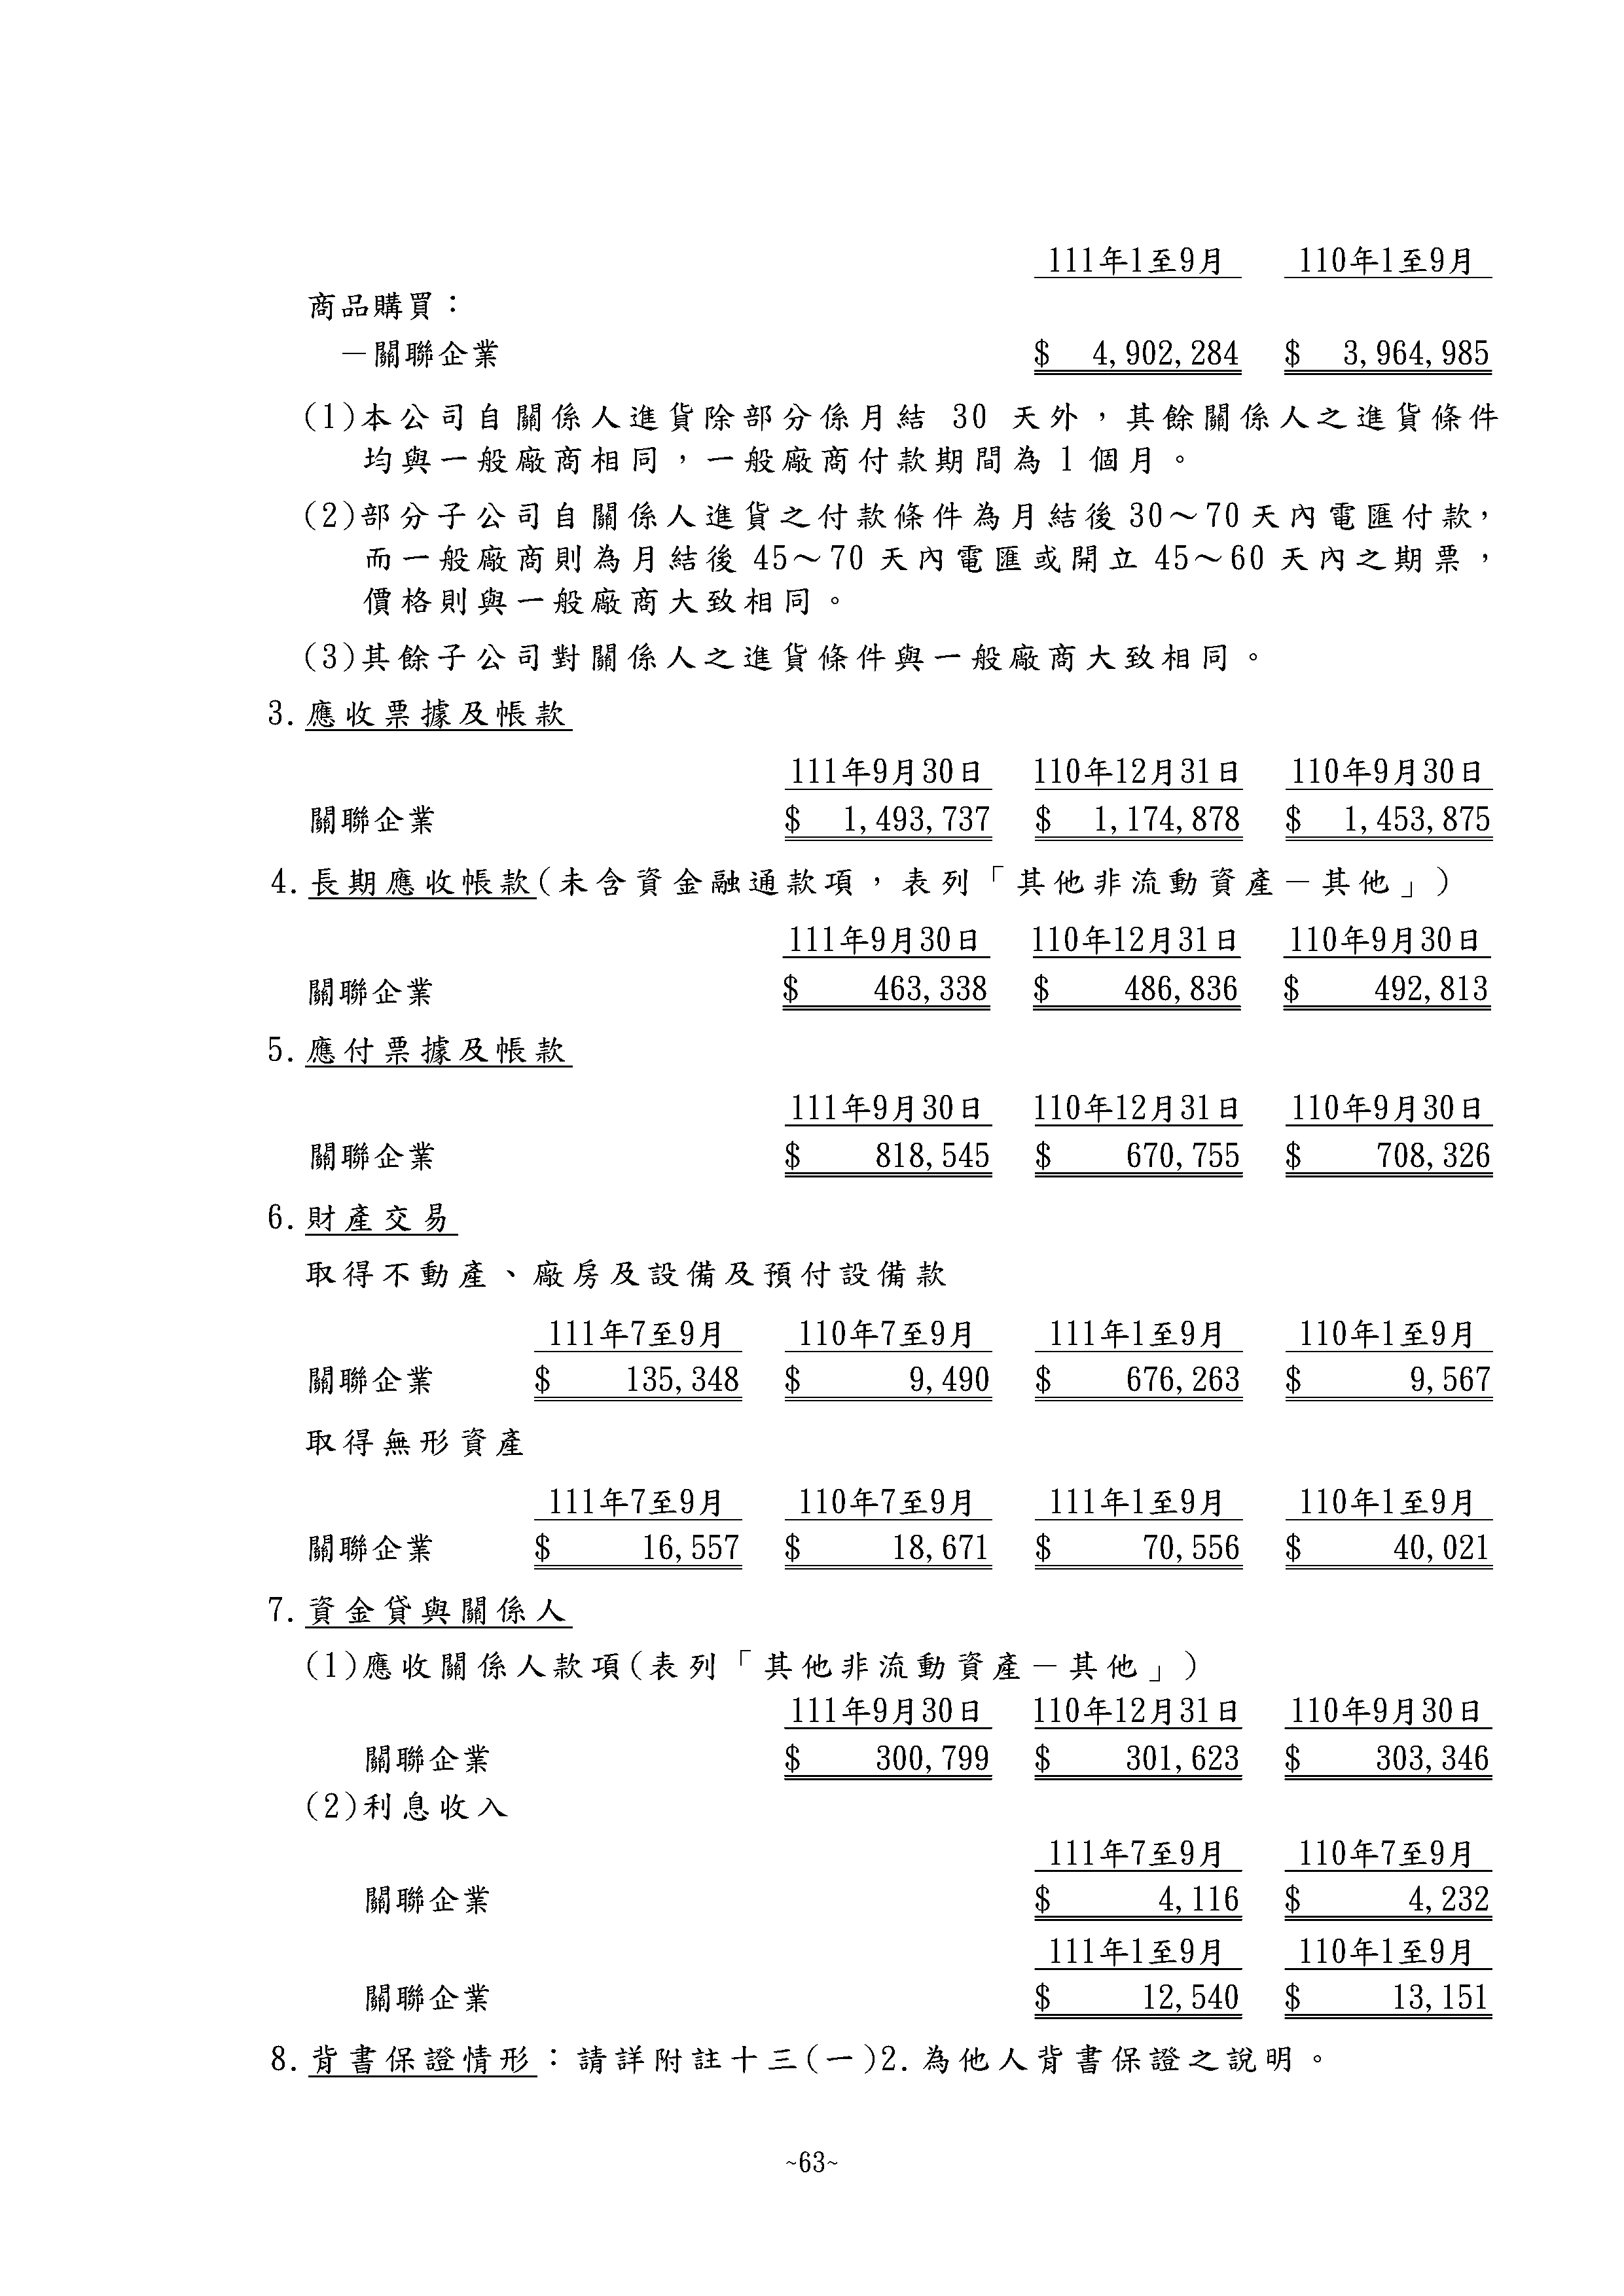 111年1至9月 110年1至9月
商品購買：
－關聯企業 $ 4,902,284 $ 3,964,985
(1)本公司自關係人進貨除部分係月結 30 天外，其餘關係人之進貨條件
均與一般廠商相同，一般廠商付款期間為 1 個月。
(2)部分子公司自關係人進貨之付款條件為月結後 30～70 天內電匯付款，
而一般廠商則為月結後 45～70 天內電匯或開立 45～60 天內之期票，
價格則與一般廠商大致相同。
(3)其餘子公司對關係人之進貨條件與一般廠商大致相同。
3.應收票據及帳款
111年9月30日 110年12月31日 110年9月30日
關聯企業 $ 1,493,737 $ 1,174,878 $ 1,453,875
4.長期應收帳款(未含資金融通款項，表列「其他非流動資產－其他」)
111年9月30日 110年12月31日 110年9月30日
關聯企業 $ 463,338 $ 486,836 $ 492,813
5.應付票據及帳款
111年9月30日 110年12月31日 110年9月30日
關聯企業 $ 818,545 $ 670,755 $ 708,326
6.財產交易
取得不動產、廠房及設備及預付設備款
111年7至9月 110年7至9月 111年1至9月 110年1至9月
關聯企業 $ 135,348 $ 9,490 $ 676,263 $ 9,567
取得無形資產
111年7至9月 110年7至9月 111年1至9月 110年1至9月
關聯企業 $ 16,557 $ 18,671 $ 70,556 $ 40,021
7.資金貸與關係人
(1)應收關係人款項(表列「其他非流動資產－其他」)
111年9月30日 110年12月31日 110年9月30日
關聯企業 $ 300,799 $ 301,623 $ 303,346
(2)利息收入
111年7至9月 110年7至9月
關聯企業 $ 4,116 $ 4,232
111年1至9月 110年1至9月
關聯企業 $ 12,540 $ 13,151
8.背書保證情形：請詳附註十三(一)2.為他人背書保證之說明。
~63~